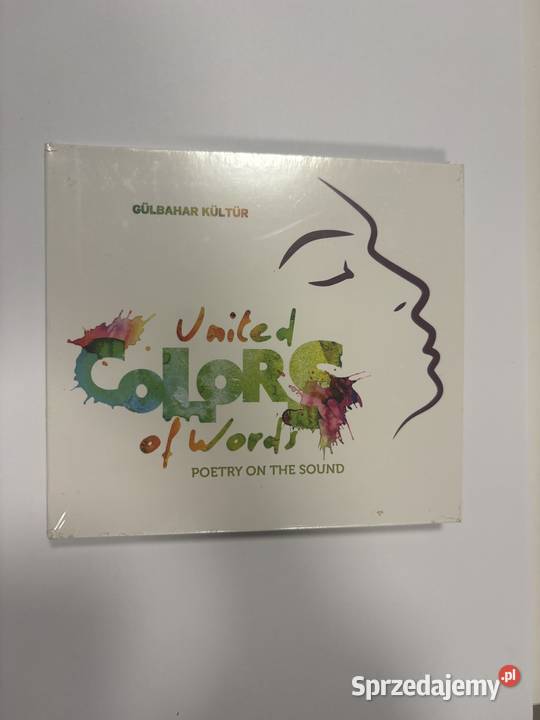 GÜLBAHAR KÜLTÜR
United
COLORS
of Words
POETRY ON THE SOUND
Sprzedajemy.pl